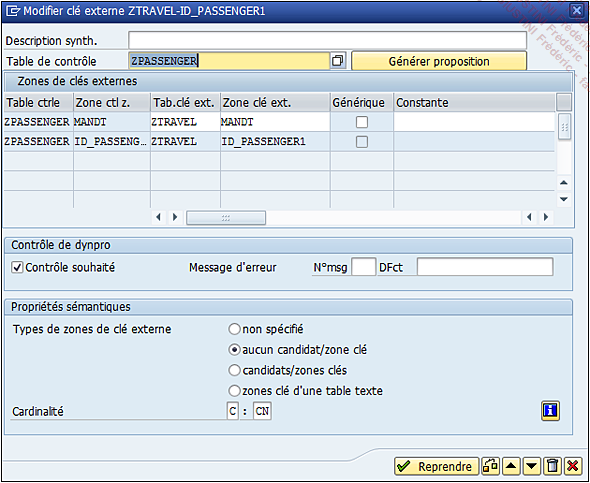 Modifier clé externe ZTRAVEL-ID_PASSENGER1
Description synth.
Table de contrôle ZPASSENGER Générer proposition
Zones de clés externes
Table ctrle Zone ctl z. Tab.clé ext. Zone clé ext. Générique Constante
ZPASSENGER MANDT ZTRAVEL MANDT
ZPASSENGER ID_PASSENG… ZTRAVEL ID_PASSENGER1
Contrôle de dynpro
Contrôle souhaité Message d'erreur N°msg DFct
Propriétés sémantiques
Types de zones de clé externe non spécifié
aucun candidat/zone clé
candidats/zones clés
zones clé d'une table texte
Cardinalité C : CN
Reprendre